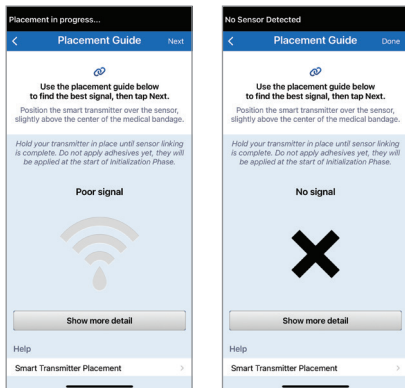 Placement in progress...
Placement Guide
Next
Use the placement guide below
to find the best signal, then tap Next.
Position the smart transmitter over the sensor,
slightly above the center of the medical bandage.
Hold your transmitter in place until sensor linking
is complete. Do not apply adhesives yet, they will
be applied at the start of Initialization Phase.
Poor signal
Show more detail
Help
Smart Transmitter Placement
No Sensor Detected
Placement Guide
Done
Use the placement guide below
to find the best signal, then tap Next.
Position the smart transmitter over the sensor,
slightly above the center of the medical bandage.
Hold your transmitter in place until sensor linking
is complete. Do not apply adhesives yet, they will
be applied at the start of Initialization Phase.
No signal
Show more detail
Help
Smart Transmitter Placement